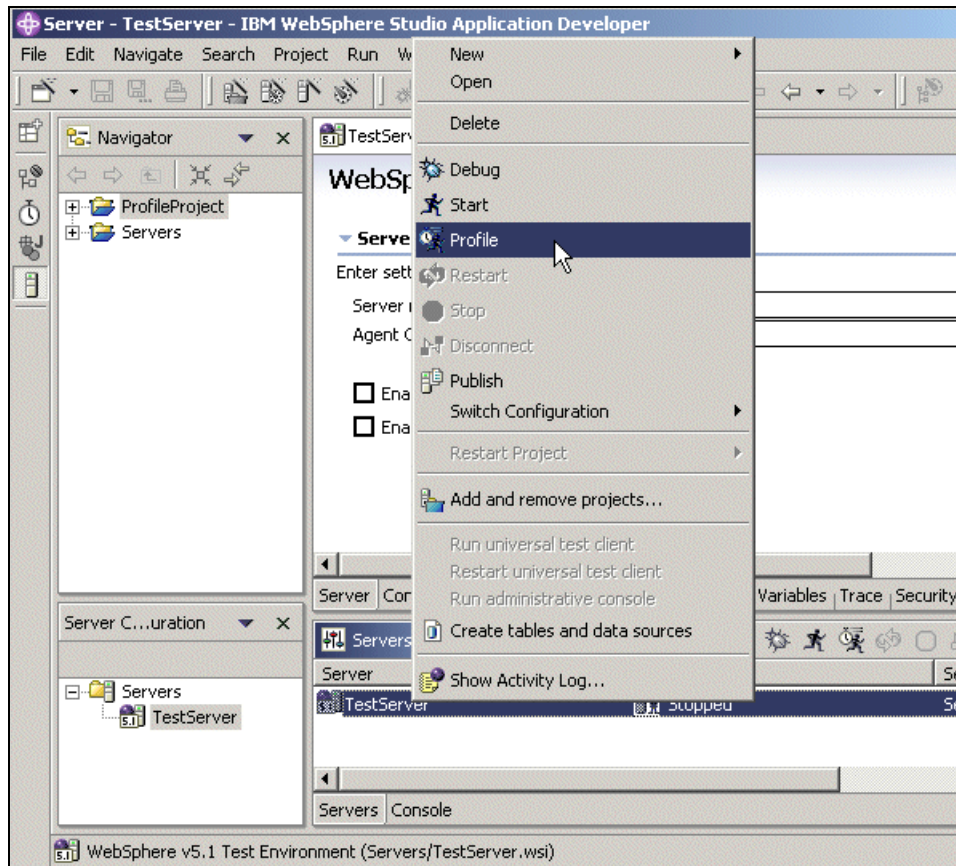 Server - TestServer - IBM WebSphere Studio Application Developer
File Edit Navigate Search Project Run W
Navigator
ProfileProject
Servers
TestServ
WebSp
Serve
Enter sett
Server
Agent C
Ena
Ena
New
Open
Delete
Debug
Start
Profile
Restart
Stop
Disconnect
Publish
Switch Configuration
Restart Project
Add and remove projects...
Run universal test client
Restart universal test client
Run administrative console
Create tables and data sources
Show Activity Log...
Server Cor Variables Trace Security
Server C...uration
Servers
TestServer
Servers
Server
TestServer Stopped Se
Servers Console
WebSphere v5.1 Test Environment (Servers/TestServer.wsi)